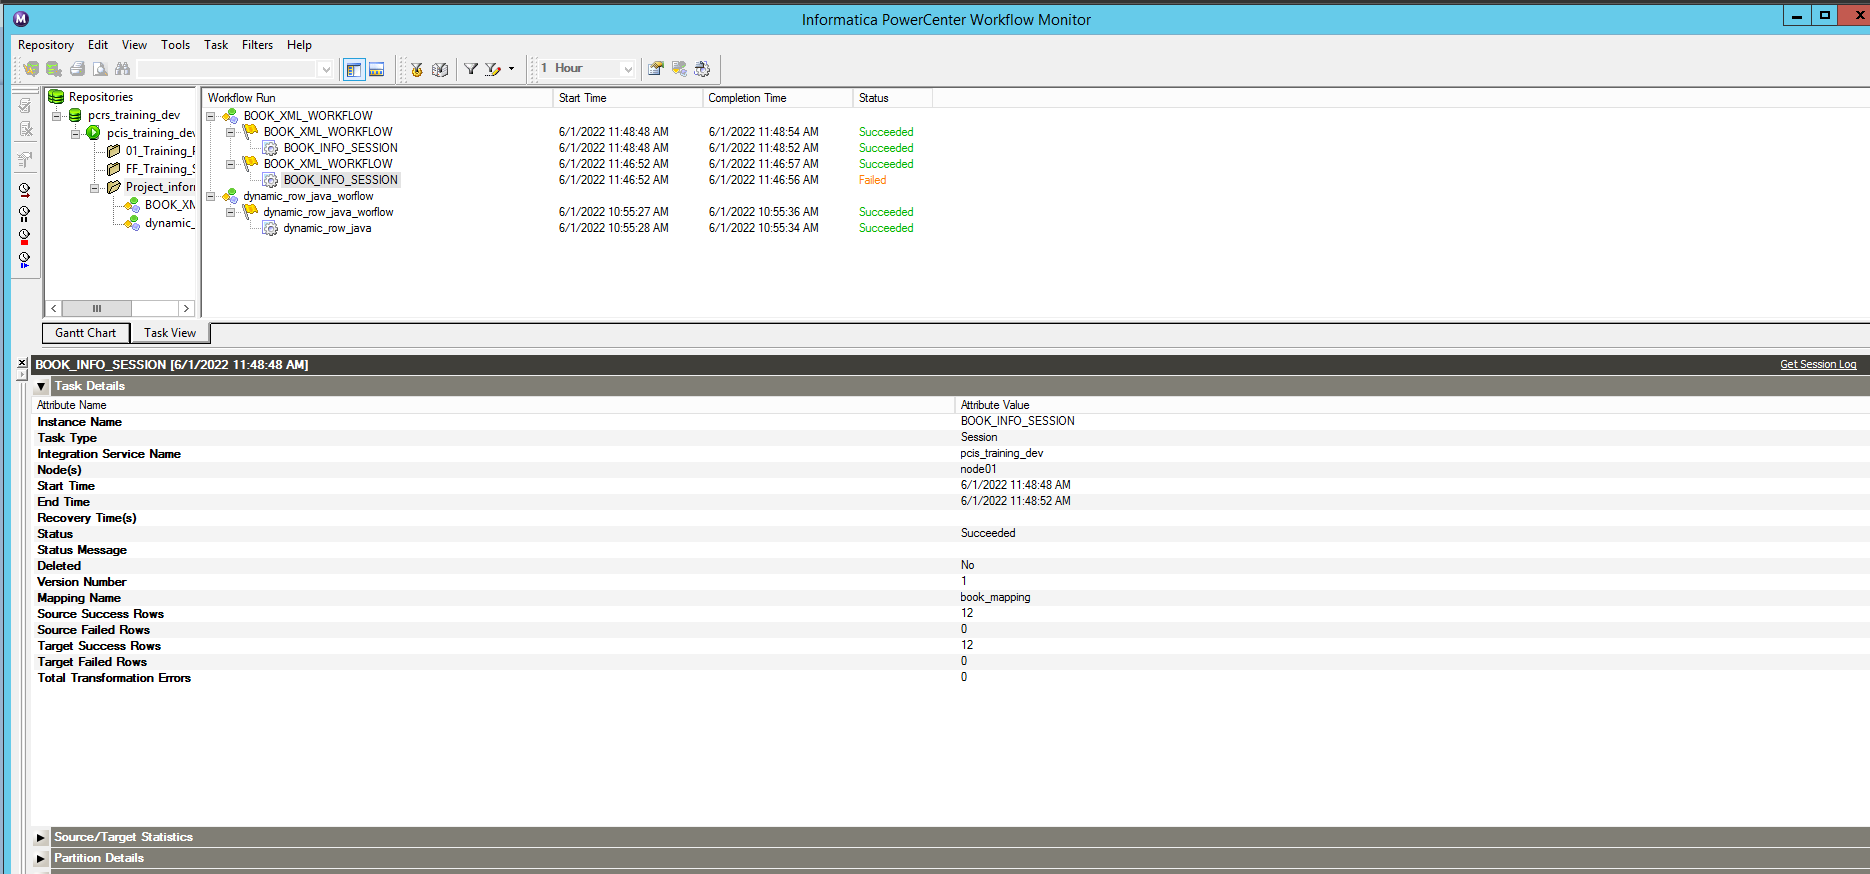 Informatica PowerCenter Workflow Monitor
Repository Edit View Tools Task Filters Help
1 Hour
Repositories
pcrs_training_dev
pcis_training_dev
01_Training_F
FF_Training_S
Project_inforr
BOOK_XM
dynamic_
Workflow Run Start Time Completion Time Status
BOOK_XML_WORKFLOW
BOOK_XML_WORKFLOW 6/1/2022 11:48:48 AM 6/1/2022 11:48:54 AM Succeeded
BOOK_INFO_SESSION 6/1/2022 11:48:48 AM 6/1/2022 11:48:52 AM Succeeded
BOOK_XML_WORKFLOW 6/1/2022 11:46:52 AM 6/1/2022 11:46:57 AM Succeeded
BOOK_INFO_SESSION 6/1/2022 11:46:52 AM 6/1/2022 11:46:56 AM Failed
dynamic_row_java_worflow
dynamic_row_java_worflow 6/1/2022 10:55:27 AM 6/1/2022 10:55:36 AM Succeeded
dynamic_row_java 6/1/2022 10:55:28 AM 6/1/2022 10:55:34 AM Succeeded
Gantt Chart Task View
BOOK_INFO_SESSION [6/1/2022 11:48:48 AM] Get Session Log
Task Details
Attribute Name Attribute Value
Instance Name BOOK_INFO_SESSION
Task Type Session
Integration Service Name pcis_training_dev
Node(s) node01
Start Time 6/1/2022 11:48:48 AM
End Time 6/1/2022 11:48:52 AM
Recovery Time(s)
Status Succeeded
Status Message
Deleted No
Version Number 1
Mapping Name book_mapping
Source Success Rows 12
Source Failed Rows 0
Target Success Rows 12
Target Failed Rows 0
Total Transformation Errors 0
Source/Target Statistics
Partition Details